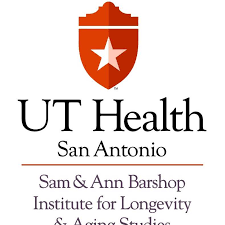 UT Health
San Antonio
Sam & Ann Barshop
Institute for Longevity
& Aging Studies